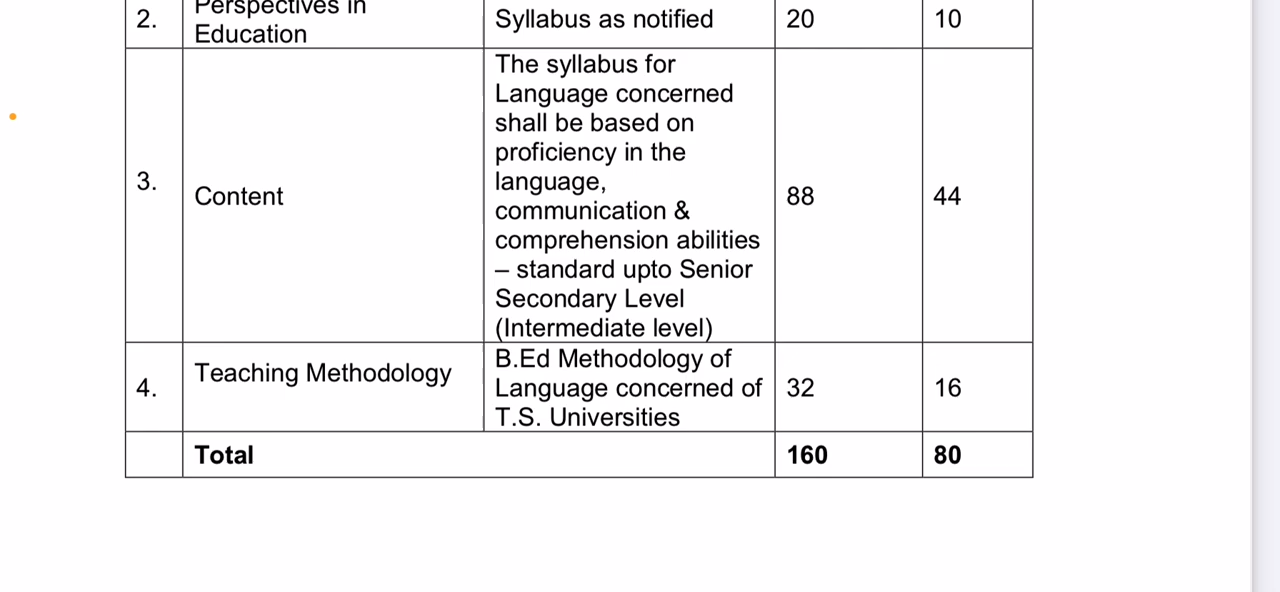 2.
Perspectives in
Education
Syllabus as notified
20
10
3.
Content
The syllabus for
Language concerned
shall be based on
proficiency in the
language,
communication &
comprehension abilities
– standard upto Senior
Secondary Level
(Intermediate level)
88
44
4.
Teaching Methodology
B.Ed Methodology of
Language concerned of
T.S. Universities
32
16
Total
160
80